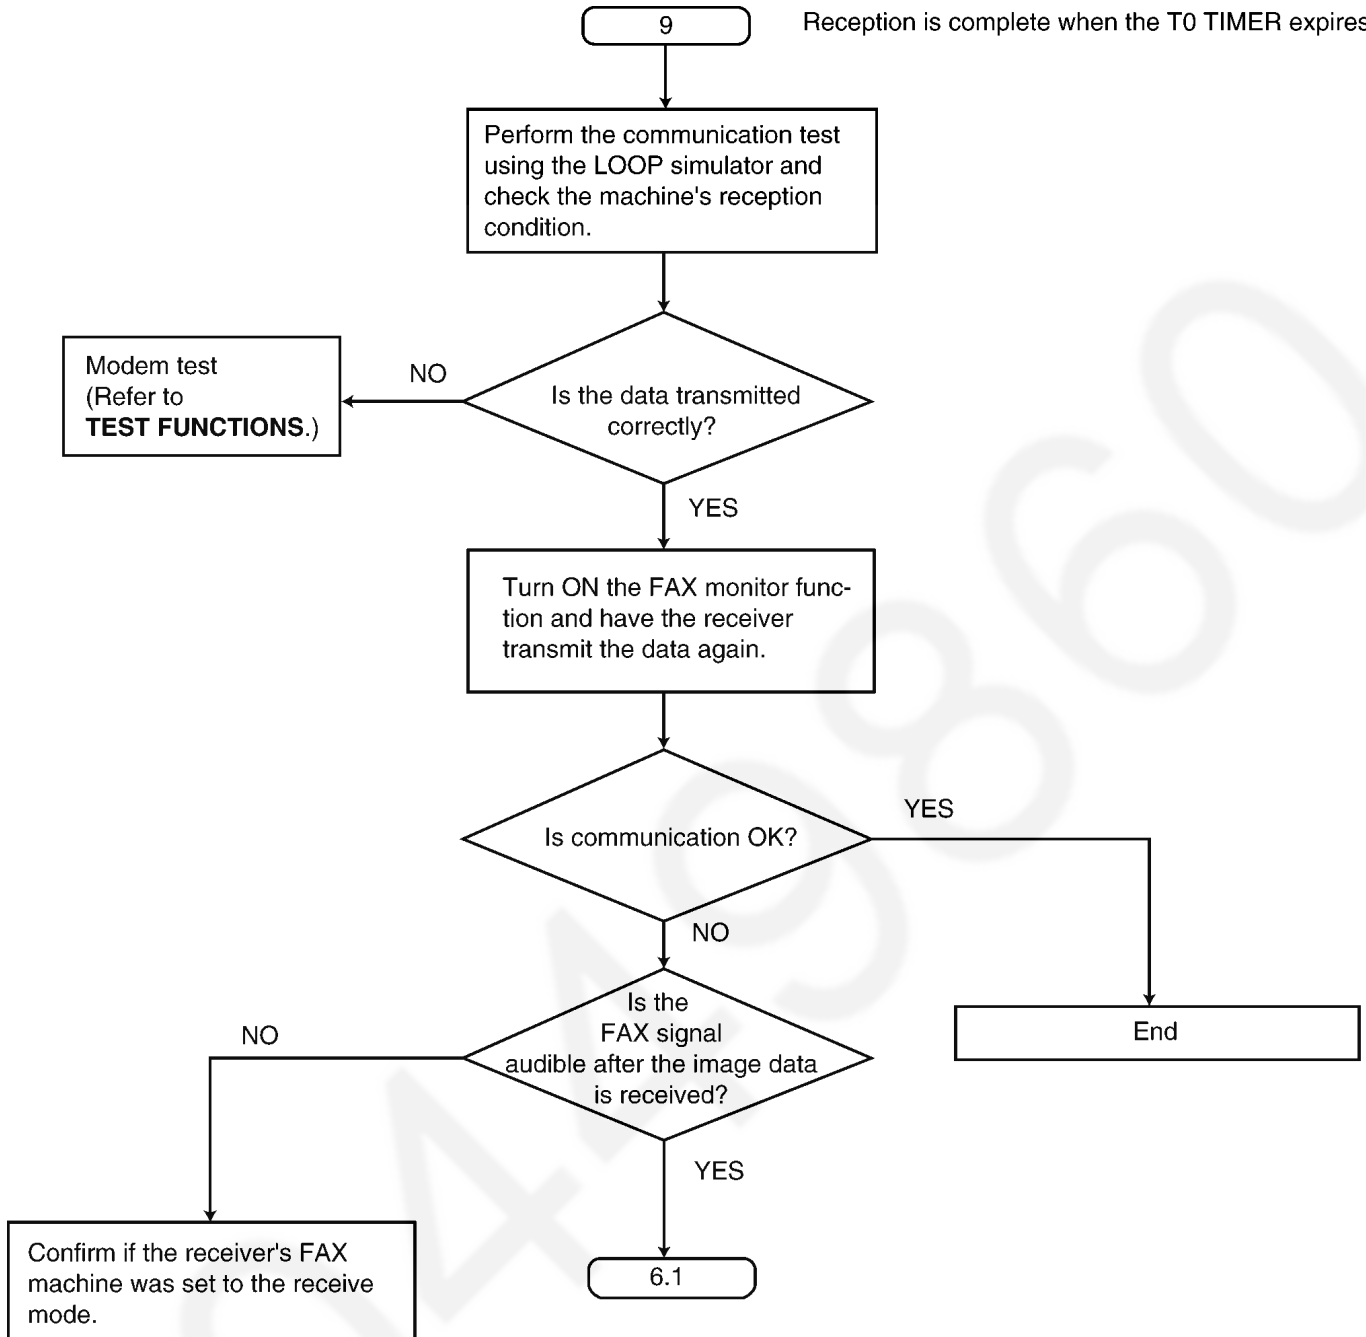 9
Reception is complete when the T0 TIMER expires
Perform the communication test
using the LOOP simulator and
check the machine's reception
condition.
Modem test
(Refer to
TEST FUNCTIONS.)
NO
Is the data transmitted
correctly?
YES
Turn ON the FAX monitor func-
tion and have the receiver
transmit the data again.
Is communication OK?
YES
NO
End
Is the
FAX signal
audible after the image data
is received?
NO
YES
Confirm if the receiver's FAX
machine was set to the receive
mode.
6.1